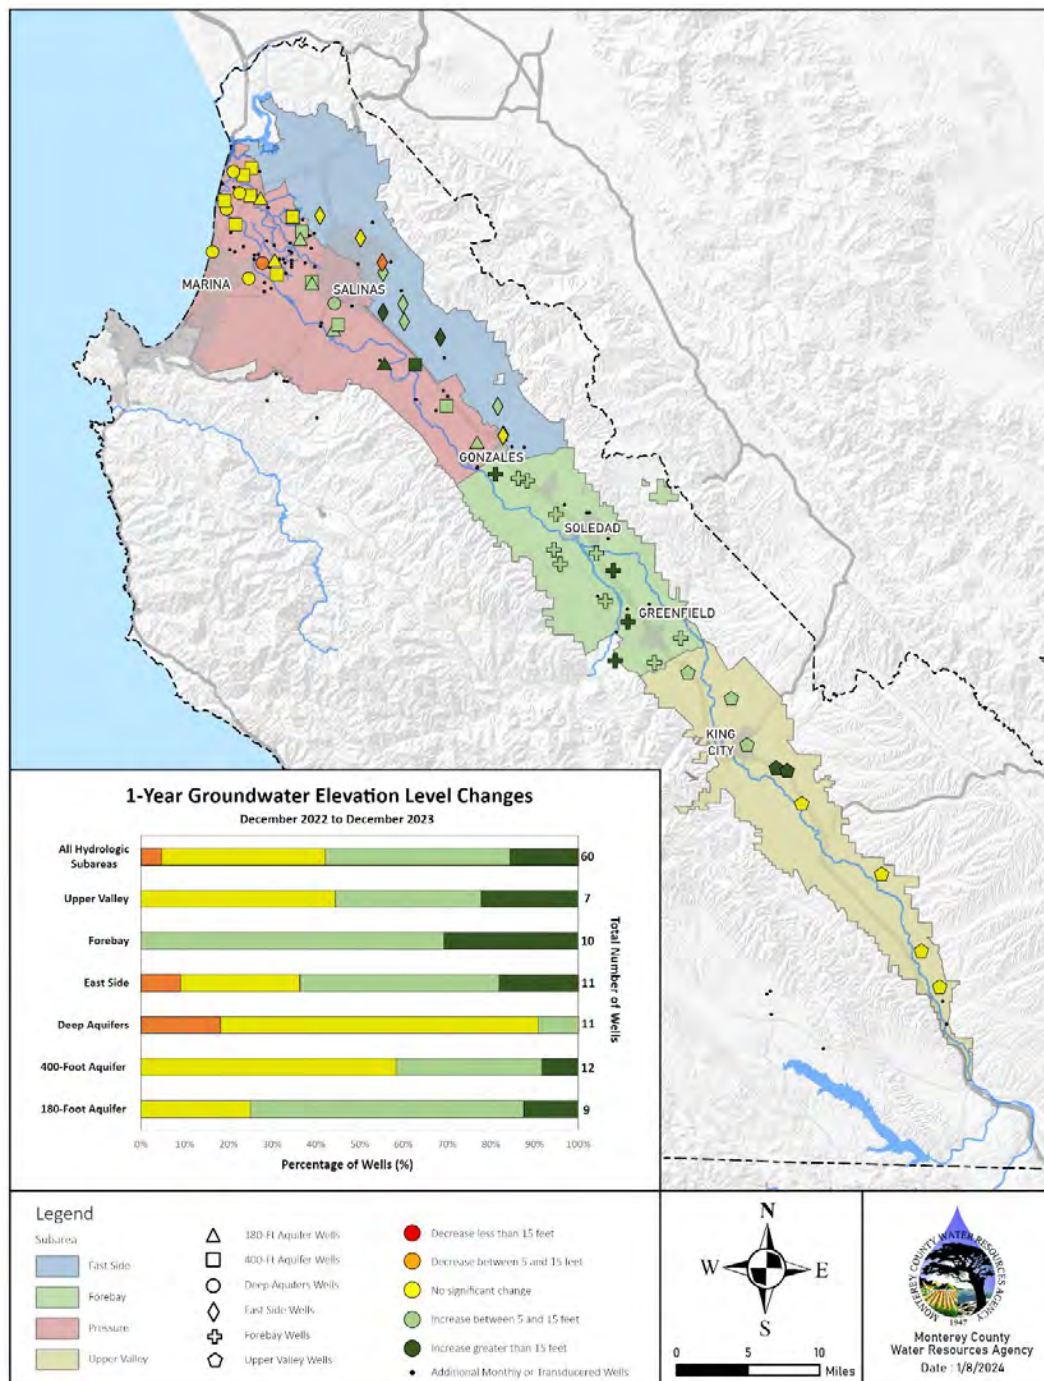 MARINA
SALINAS
GONZALES
SOLEDAD
GREENFIELD
KING
CITY
1-Year Groundwater Elevation Level Changes
December 2022 to December 2023
All Hydrologic
Subareas
60
Upper Valley
7
Forebay
10
East Side
11
Deep Aquifers
11
400-Foot Aquifer
12
180-Foot Aquifer
9
Total Number of Wells
0% 10% 20% 30% 40% 50% 60% 70% 80% 90% 100%
Percentage of Wells (%)
Legend
Subarea
East Side
Forebay
Pressure
Upper Valley
180-Ft Aquifer Wells
400-Ft Aquifer Wells
Deep Aquifers Wells
East Side Wells
Forebay Wells
Upper Valley Wells
Decrease less than 15 feet
Decrease between 5 and 15 feet
No significant change
Increase between 5 and 15 feet
Increase greater than 15 feet
Additional Monthly or Transducered Wells
N
W E
S
0 5 10
Miles
MONTEREY COUNTY WATER RESOURCES AGENCY
1947
Monterey County
Water Resources Agency
Date : 1/8/2024